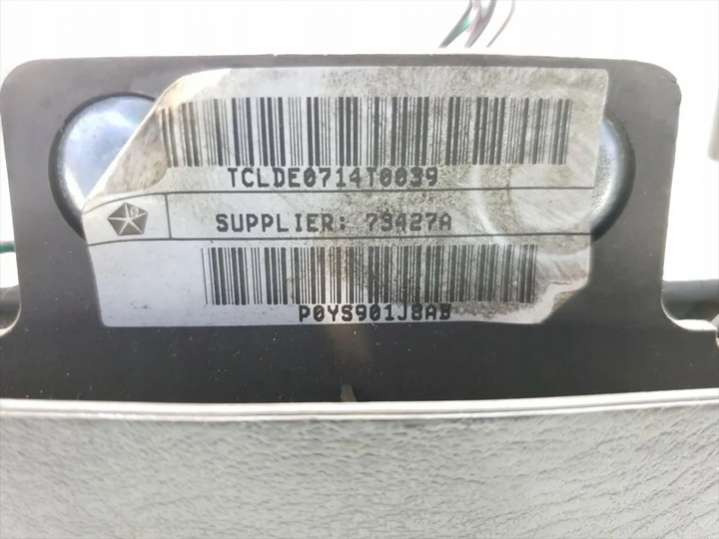 TCLDE0714T0039
SUPPLIER: 73427A
P0YS901J8AB